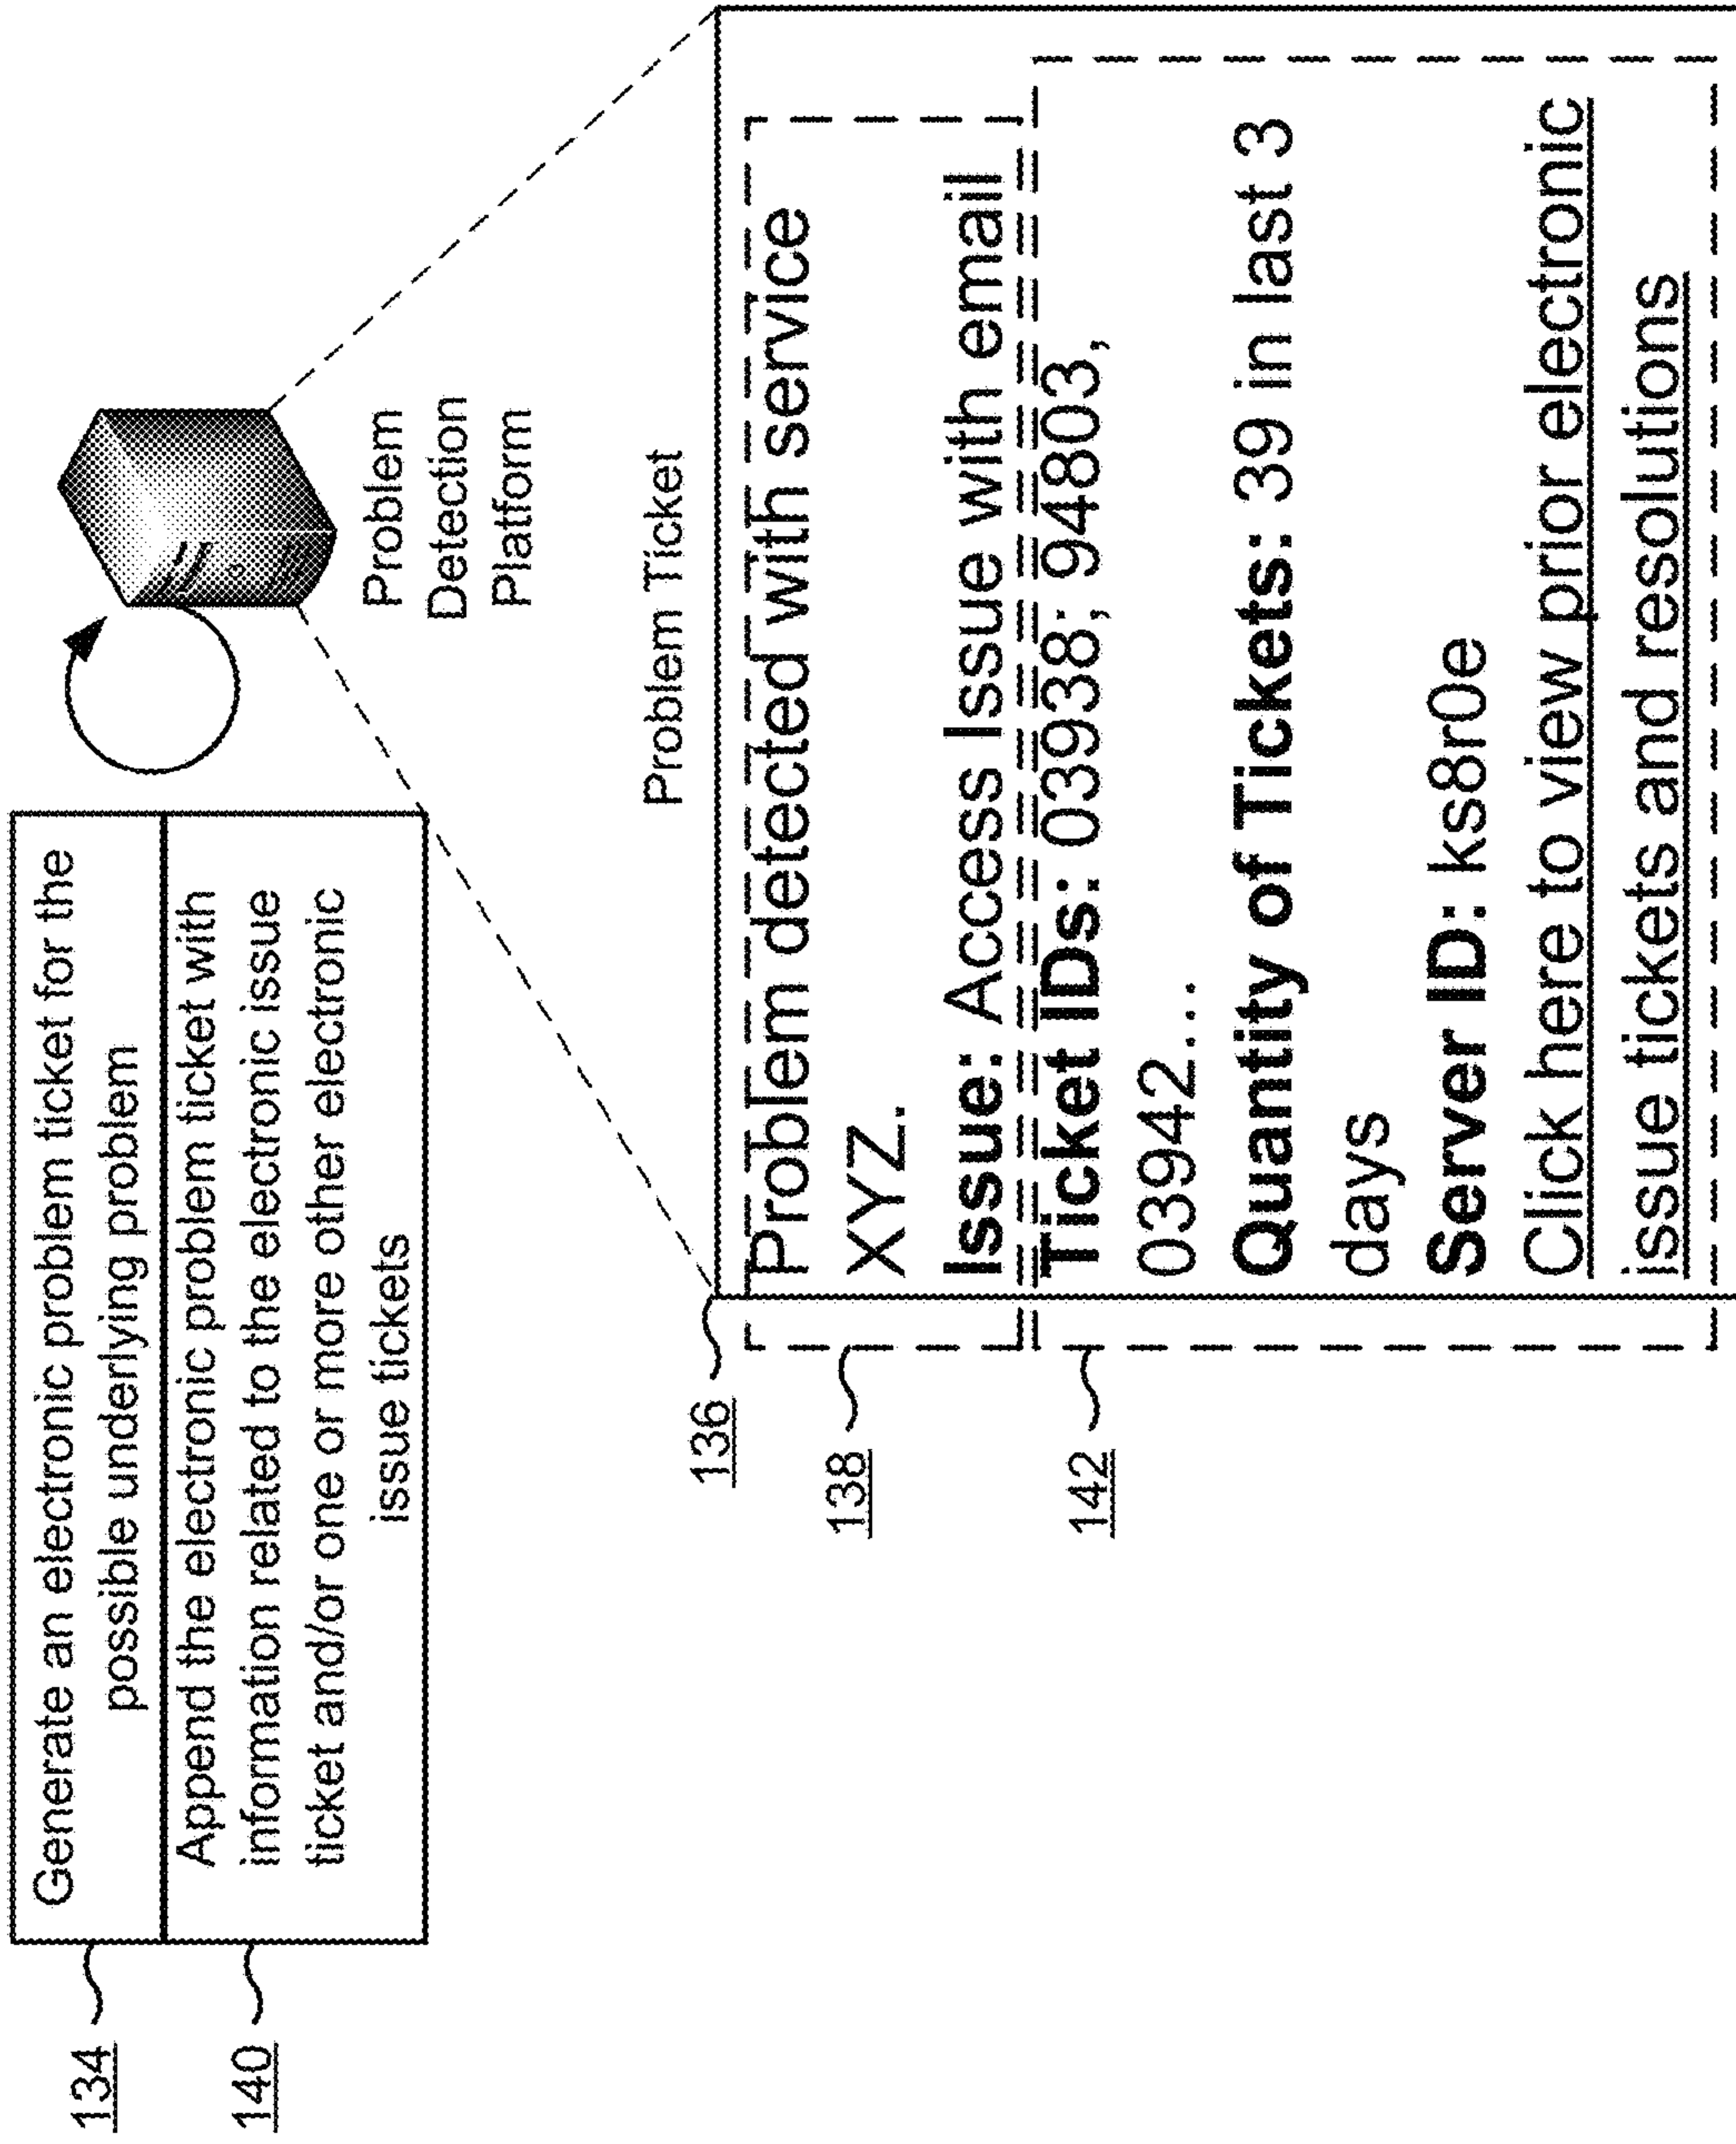 134
Generate an electronic problem ticket for the
possible underlying problem
140
Append the electronic problem ticket with
information related to the electronic issue
ticket and/or one or more other electronic
issue tickets
Problem
Detection
Platform
Problem Ticket
136
138
Problem detected with service
XYZ.
Issue: Access Issue with email
142
Ticket IDs: 03938; 94803,
03942...
Quantity of Tickets: 39 in last 3
days
Server ID: ks8r0e
Click here to view prior electronic
issue tickets and resolutions